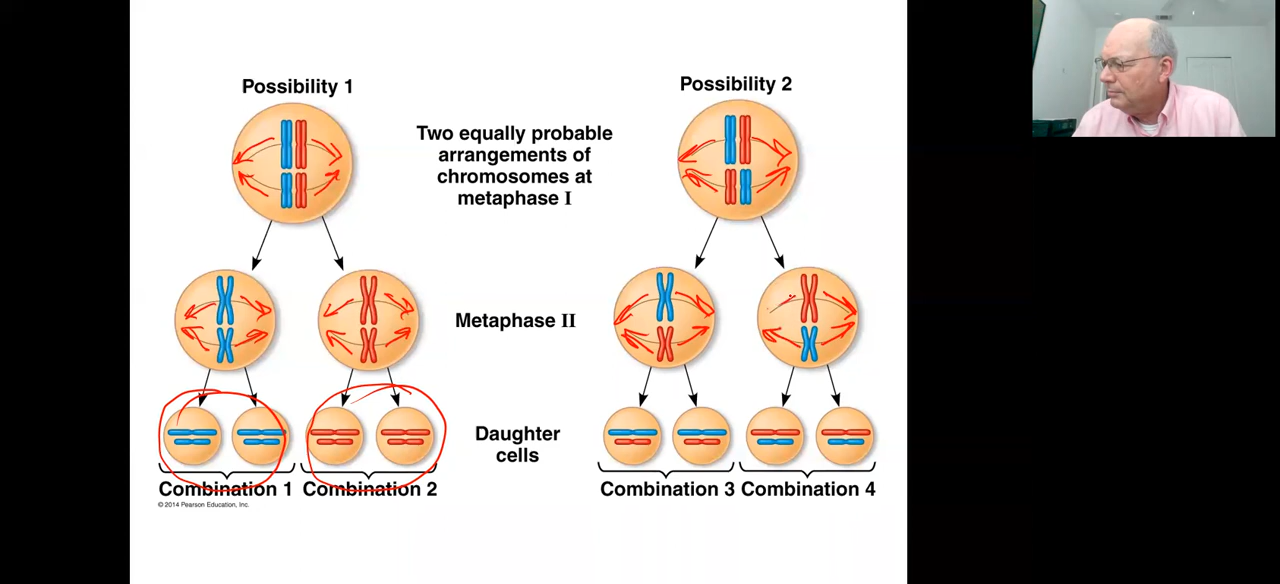 Possibility 1
Possibility 2
Two equally probable
arrangements of
chromosomes at
metaphase I
Metaphase II
Daughter
cells
Combination 1
Combination 2
Combination 3
Combination 4
© 2014 Pearson Education, Inc.